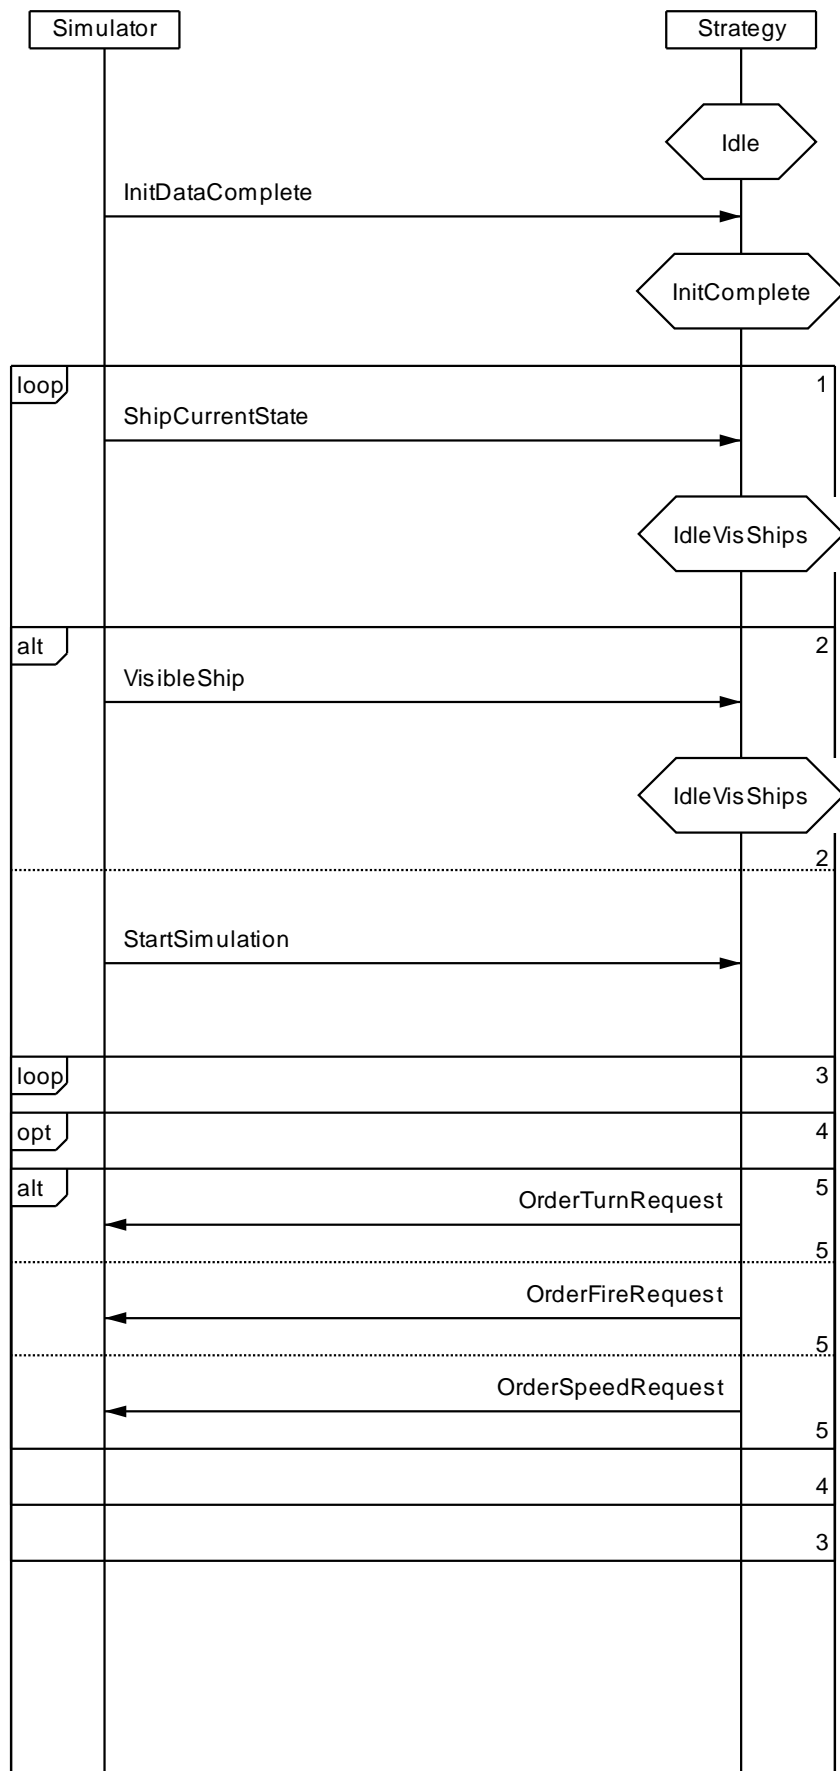 Simulator
Strategy
Idle
InitDataComplete
InitComplete
loop
1
ShipCurrentState
IdleVisShips
alt
2
VisibleShip
IdleVisShips
2
StartSimulation
loop
3
opt
4
alt
5
OrderTurnRequest
5
OrderFireRequest
5
OrderSpeedRequest
5
4
3